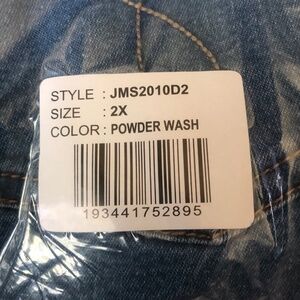 STYLE : JMS2010D2
SIZE : 2X
COLOR : POWDER WASH
193441752895